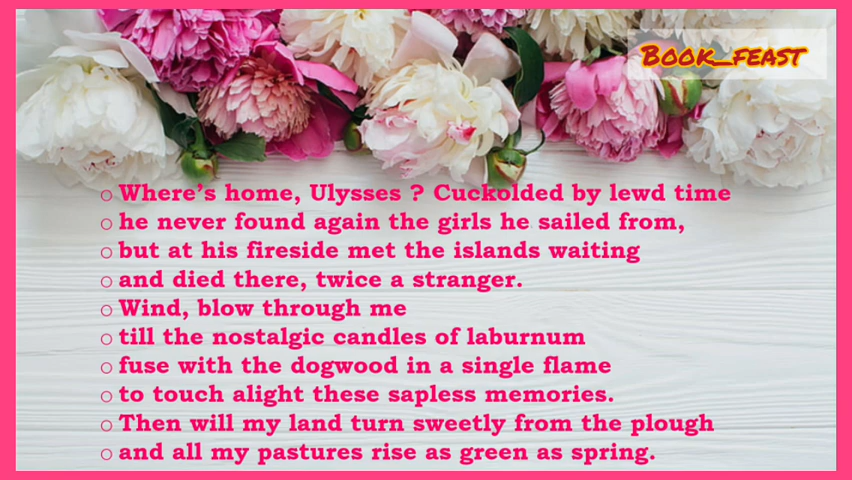 Book_feast
○ Where's home, Ulysses ? Cuckolded by lewd time
○ he never found again the girls he sailed from,
○ but at his fireside met the islands waiting
○ and died there, twice a stranger.
○ Wind, blow through me
○ till the nostalgic candles of laburnum
○ fuse with the dogwood in a single flame
○ to touch alight these sapless memories.
○ Then will my land turn sweetly from the plough
○ and all my pastures rise as green as spring.